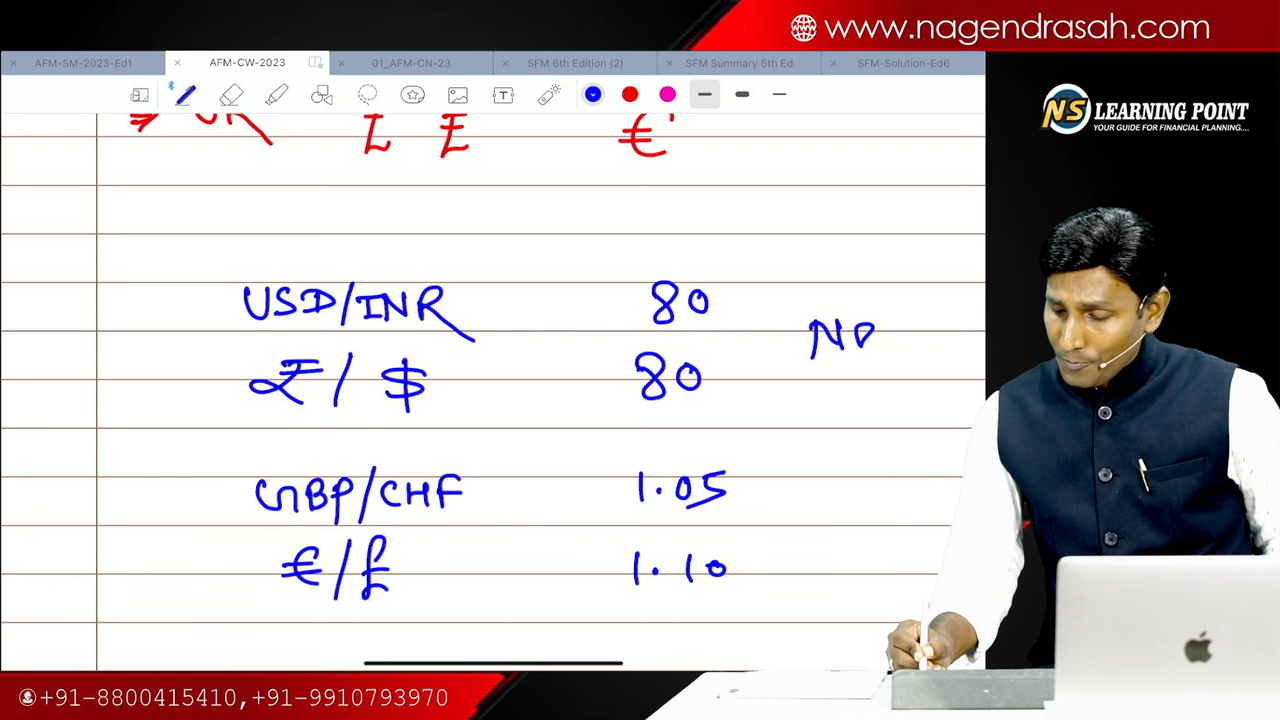 www.nagendrasah.com
AFM-SM-2023-Ed1
AFM-CW-2023
01_AFM-CN-23
SFM 6th Edition (2)
SFM Summary 5th Ed
SFM-Solution-Ed6
NS LEARNING POINT
YOUR GUIDE FOR FINANCIAL PLANNING....
£ £ €
USD/INR 80
₹/$ 80
GBP/CHF 1.05
€/£ 1.10
+91-8800415410,+91-9910793970